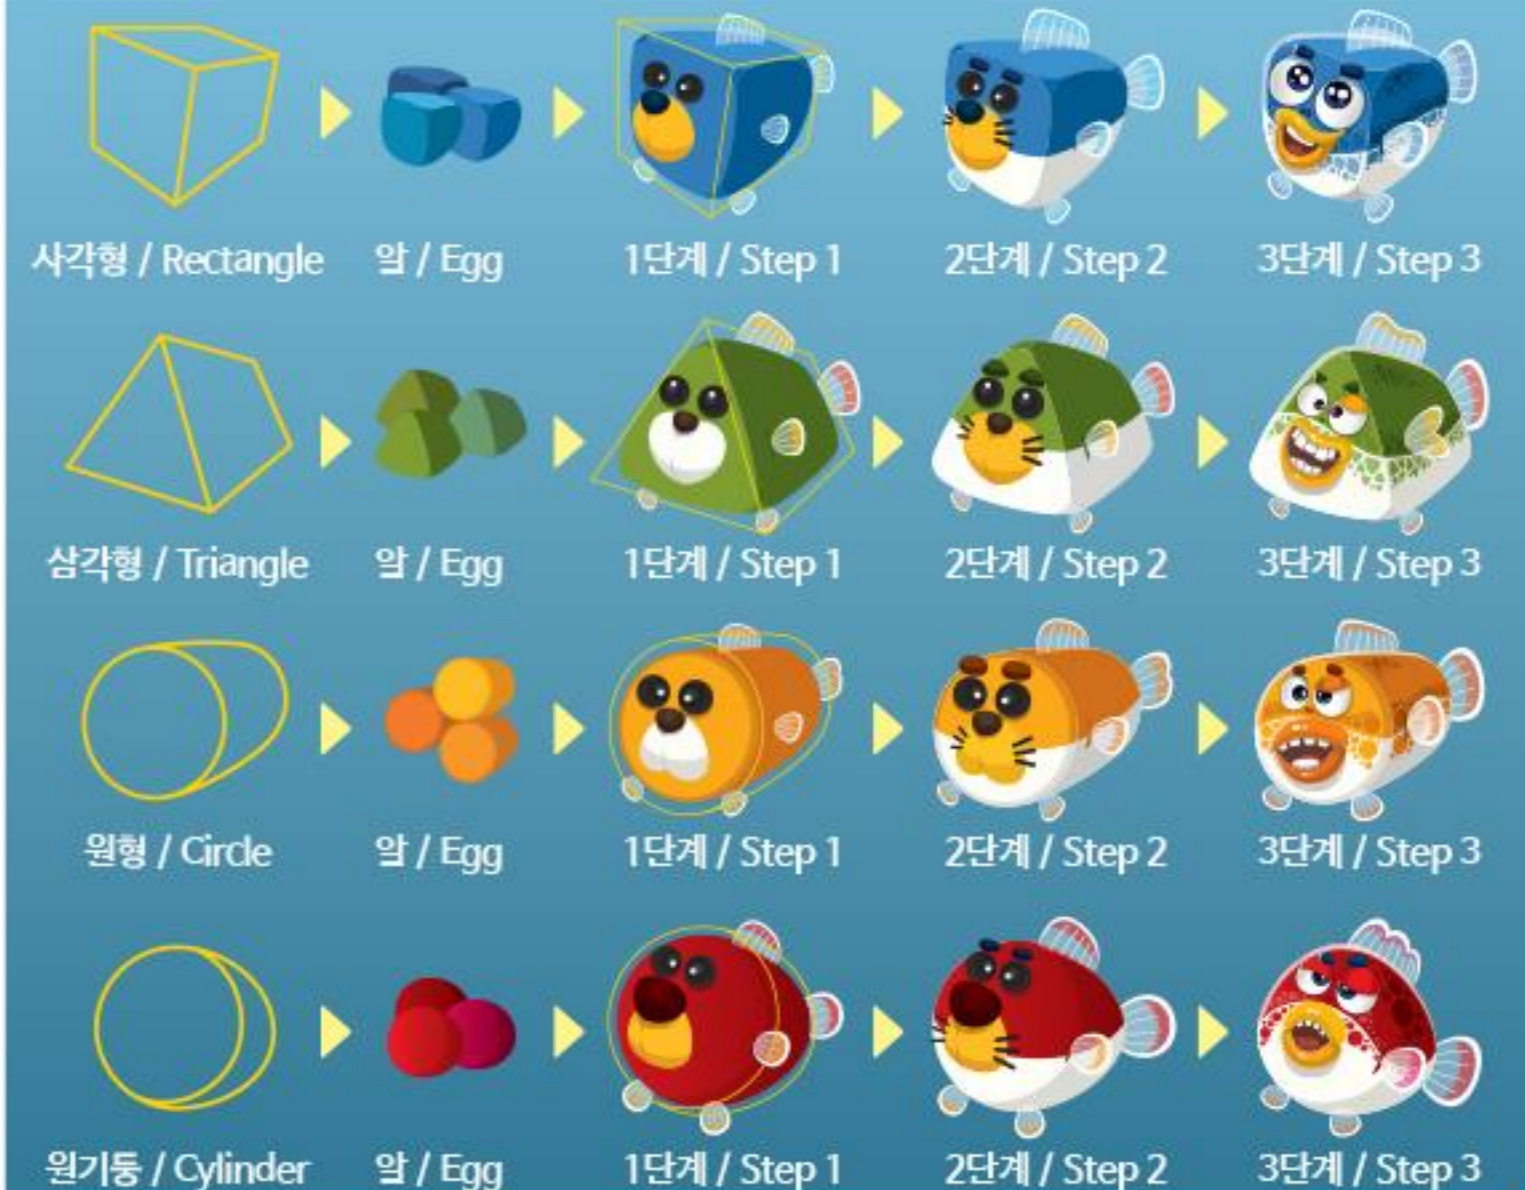 사각형 / Rectangle 알 / Egg 1단계 / Step 1 2단계 / Step 2 3단계 / Step 3
삼각형 / Triangle 알 / Egg 1단계 / Step 1 2단계 / Step 2 3단계 / Step 3
원형 / Circle 알 / Egg 1단계 / Step 1 2단계 / Step 2 3단계 / Step 3
원기둥 / Cylinder 알 / Egg 1단계 / Step 1 2단계 / Step 2 3단계 / Step 3